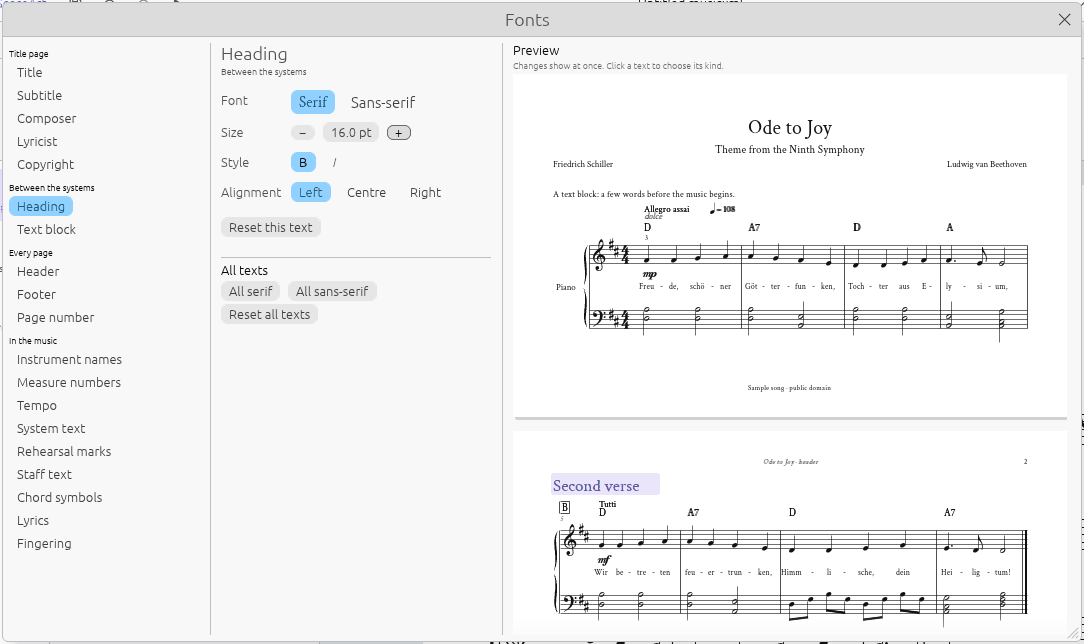 Fonts
Title page
Title
Subtitle
Composer
Lyricist
Copyright
Between the systems
Heading
Text block
Every page
Header
Footer
Page number
In the music
Instrument names
Measure numbers
Tempo
System text
Rehearsal marks
Staff text
Chord symbols
Lyrics
Fingering
Heading
Between the systems
Font Serif Sans-serif
Size − 16.0 pt +
Style B /
Alignment Left Centre Right
Reset this text
All texts
All serif All sans-serif
Reset all texts
Preview
Changes show at once. Click a text to choose its kind.
Ode to Joy
Theme from the Ninth Symphony
Friedrich Schiller Ludwig van Beethoven
A text block: a few words before the music begins.
Allegro assai ♩=108
dolce
D A7 D A
3
mp
Freu - de, schö - ner Göt - ter - fun - ken, Toch - ter aus E - ly - si - um,
Piano
Sample song - public domain
Ode to Joy - header 2
Second verse
B Tutti
D A7 D A7
5
mf
Wir be - tre - ten feu - er - trun - ken, Himm - li - sche, dein Hei - lig - tum!